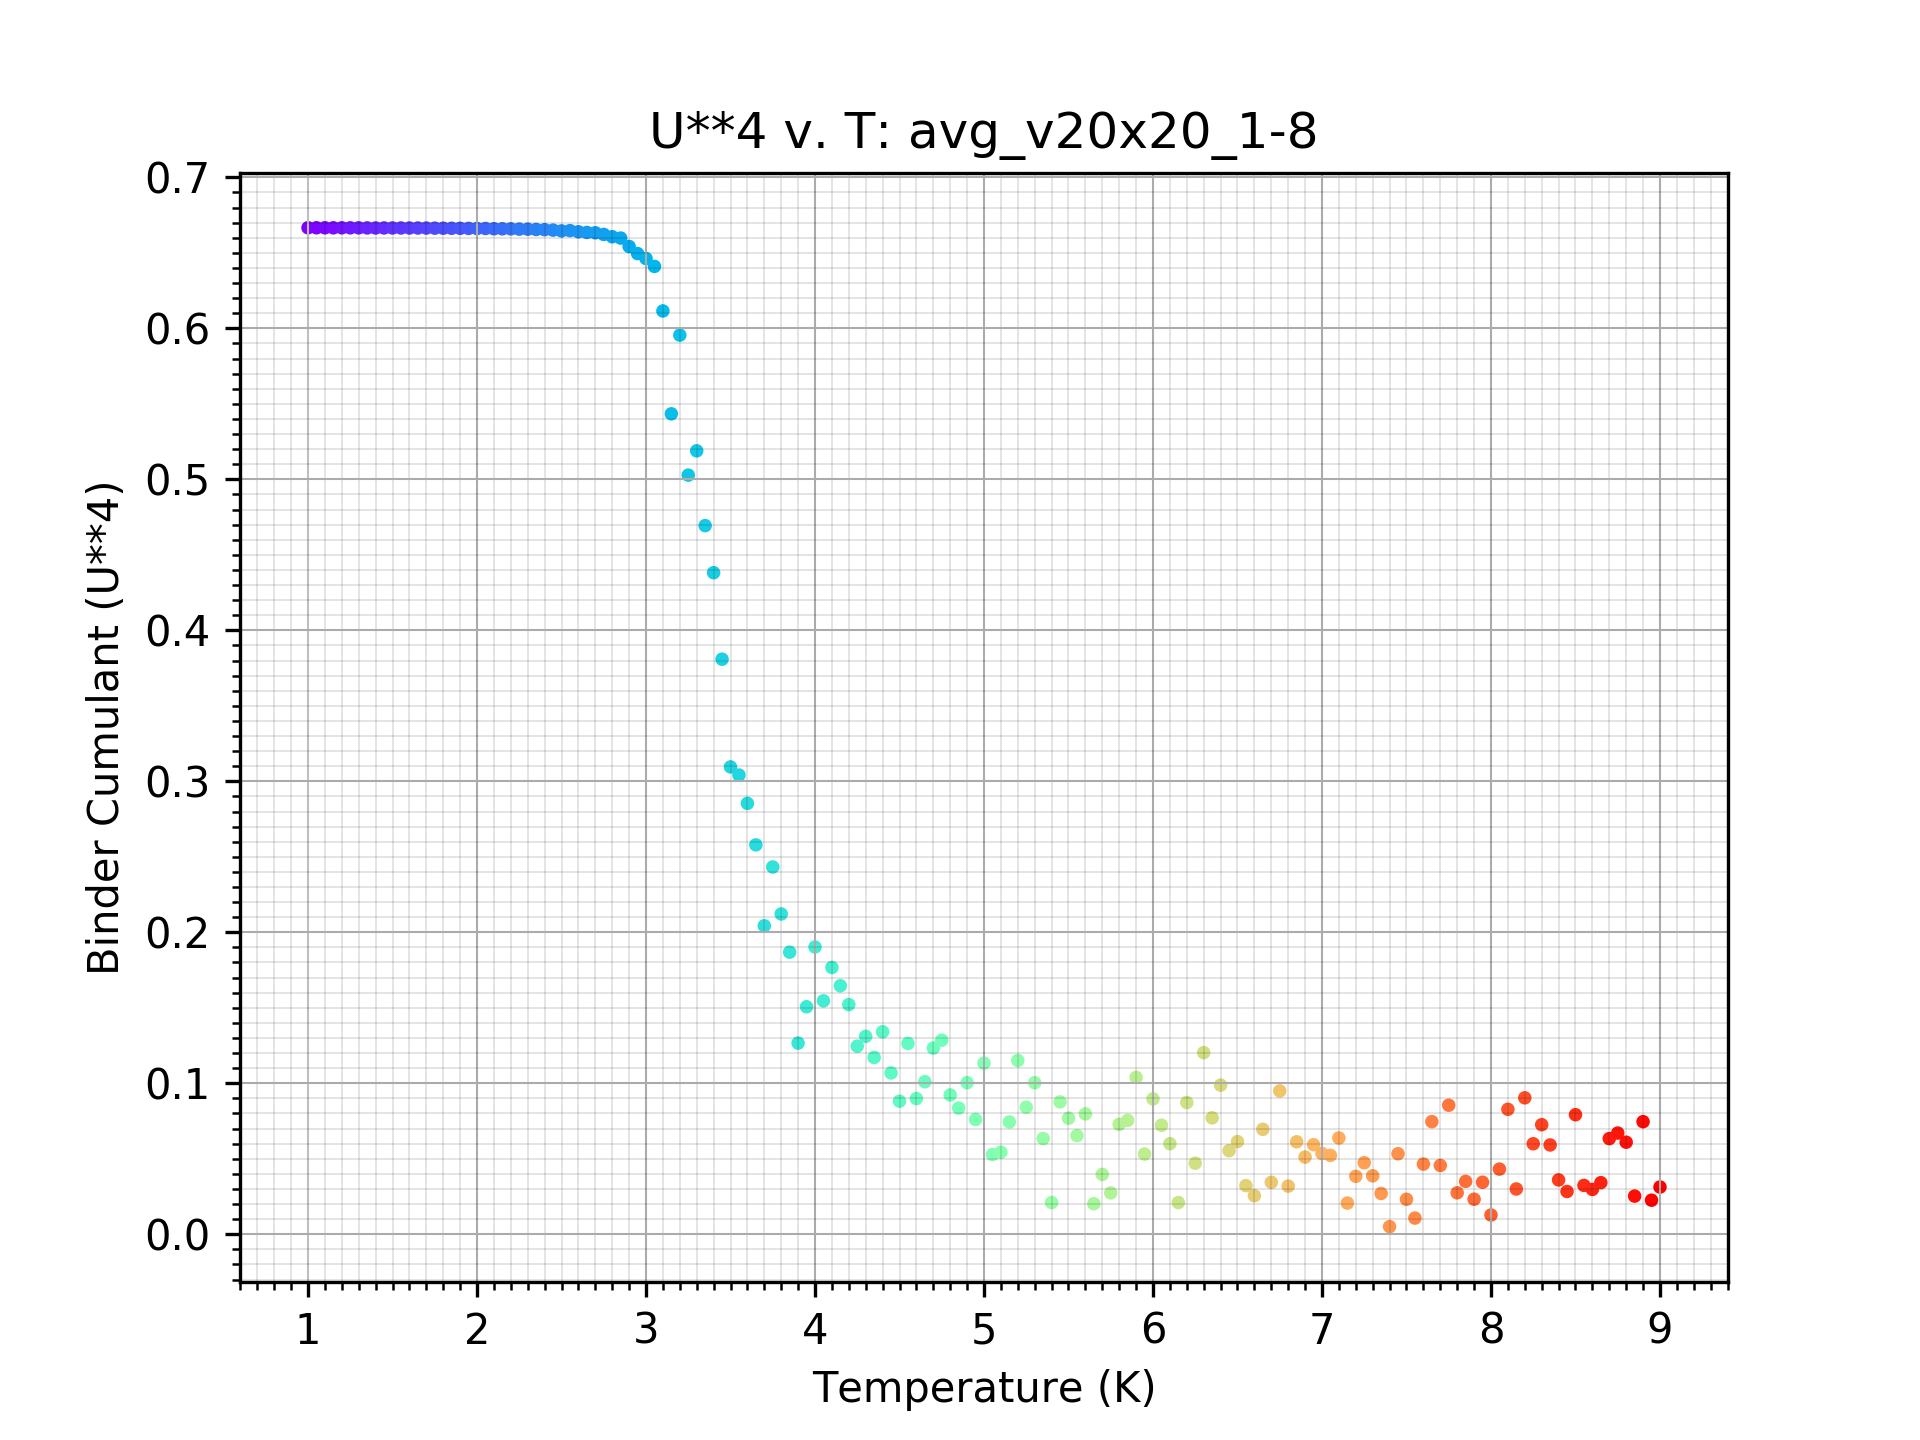 U**4 v. T: avg_v20x20_1-8
0.7
0.6
0.5
0.4
0.3
0.2
0.1
0.0
Binder Cumulant (U**4)
1 2 3 4 5 6 7 8 9
Temperature (K)